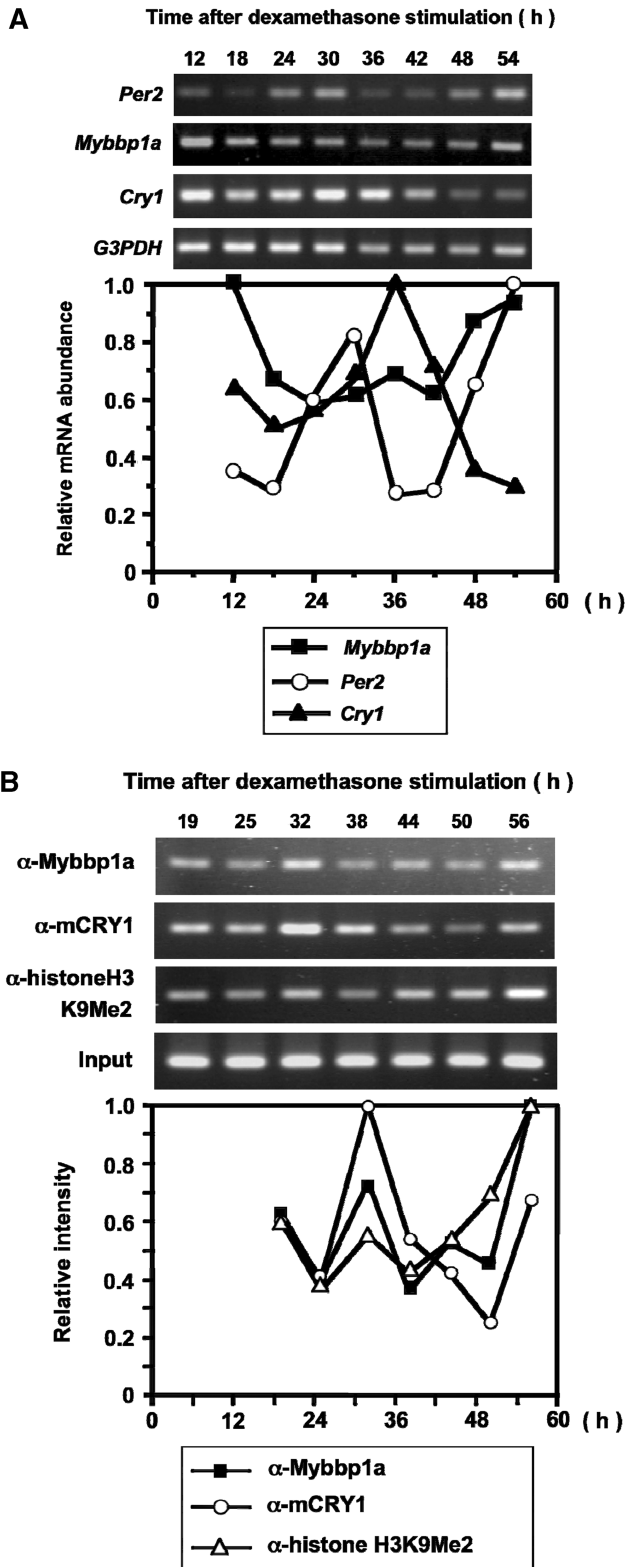 A
Time after dexamethasone stimulation ( h )
12 18 24 30 36 42 48 54
Per2
Mybbp1a
Cry1
G3PDH
1.0
0.8
0.6
0.4
0.2
0
Relative mRNA abundance
0 12 24 36 48 60 ( h )
Mybbp1a
Per2
Cry1
B
Time after dexamethasone stimulation ( h )
19 25 32 38 44 50 56
α-Mybbp1a
α-mCRY1
α-histoneH3
K9Me2
Input
1.0
0.8
0.6
0.4
0.2
0
Relative intensity
0 12 24 36 48 60 ( h )
α-Mybbp1a
α-mCRY1
α-histone H3K9Me2